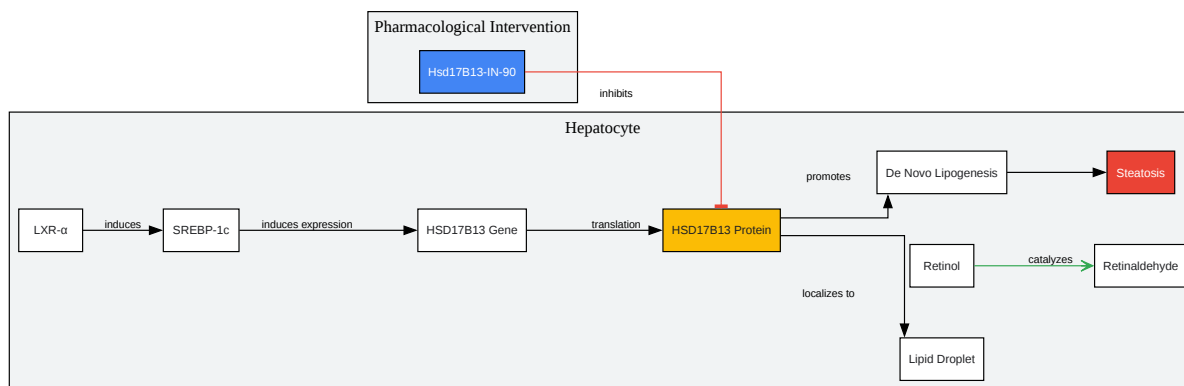 Pharmacological Intervention
Hsd17B13-IN-90
inhibits
Hepatocyte
promotes
De Novo Lipogenesis
Steatosis
LXR-α
induces
SREBP-1c
induces expression
HSD17B13 Gene
translation
HSD17B13 Protein
Retinol
catalyzes
Retinaldehyde
localizes to
Lipid Droplet